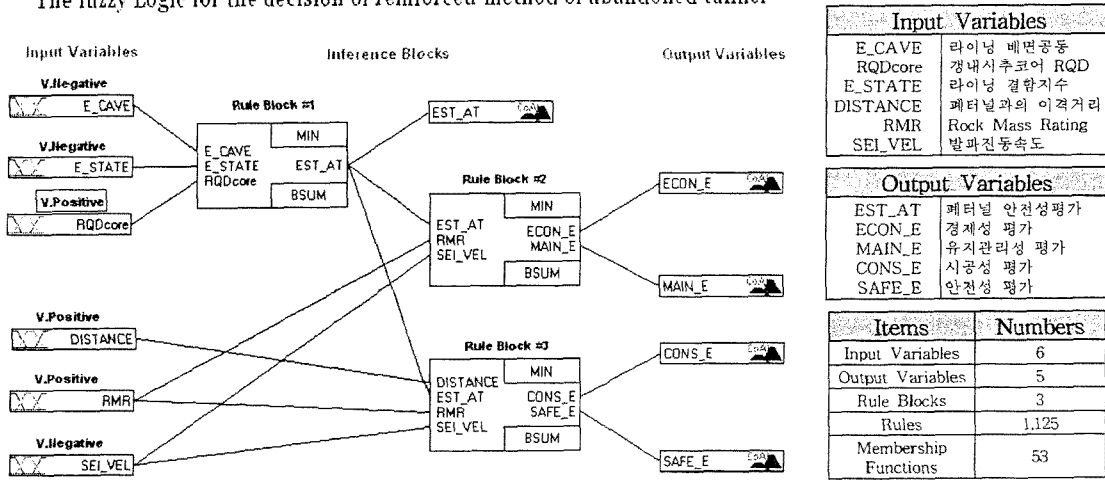 The fuzzy Logic for the decision of reinforced method of abandoned tunnel
Input Variables
Inference Blocks
Output Variables
V.Negative
E_CAVE
V.Negative
E_STATE
V.Positive
RQDcore
V.Positive
DISTANCE
V.Positive
RMR
V.Negative
SEI_VEL
Rule Block #1
MIN
E_CAVE
E_STATE
EST_AT
RQDcore
BSUM
Rule Block #2
MIN
EST_AT
ECON_E
RMR
MAIN_E
SEI_VEL
BSUM
Rule Block #3
MIN
DISTANCE
EST_AT
CONS_E
RMR
SAFE_E
SEI_VEL
BSUM
EST_AT CoA
ECON_E CoA
MAIN_E CoA
CONS_E CoA
SAFE_E CoA
Input Variables
E_CAVE 라이닝 배면공동
RQDcore 갱내시추코어 RQD
E_STATE 라이닝 결함지수
DISTANCE 폐터널과의 이격거리
RMR Rock Mass Rating
SEI_VEL 발파진동속도
Output Variables
EST_AT 폐터널 안전성평가
ECON_E 경제성 평가
MAIN_E 유지관리성 평가
CONS_E 시공성 평가
SAFE_E 안전성 평가
Items Numbers
Input Variables 6
Output Variables 5
Rule Blocks 3
Rules 1,125
Membership
Functions 53